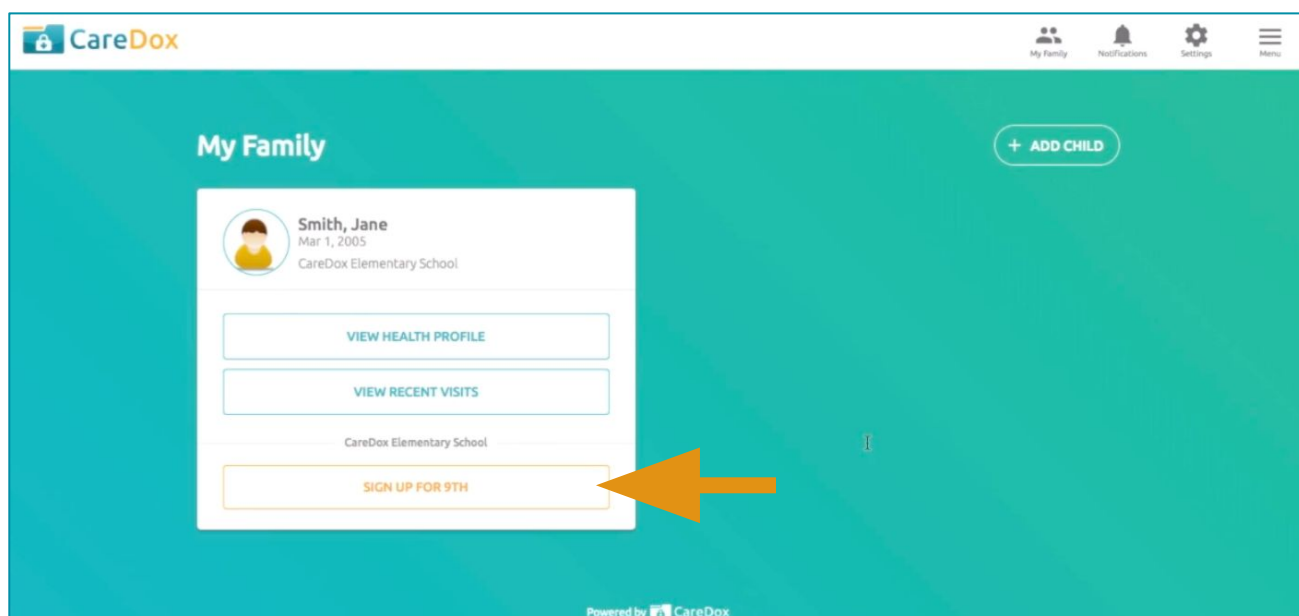 CareDox
My Family
Notifications
Settings
Menu
My Family
+ ADD CHILD
Smith, Jane
Mar 1, 2005
CareDox Elementary School
VIEW HEALTH PROFILE
VIEW RECENT VISITS
CareDox Elementary School
SIGN UP FOR 9TH
Powered by CareDox